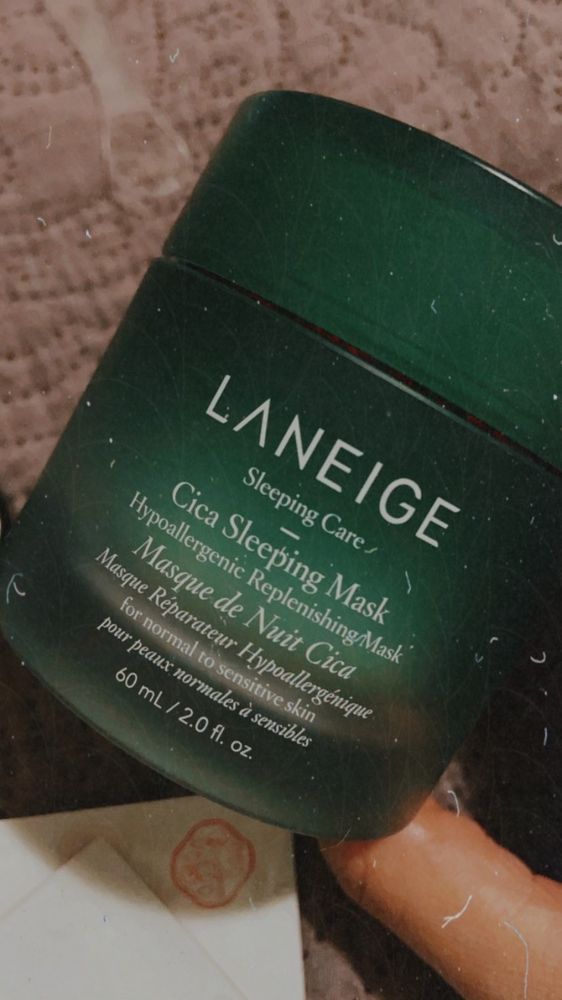 LANEIGE
Sleeping Care
Cica Sleeping Mask
Hypoallergenic Replenishing Mask
Masque de Nuit Cica
Masque Réparateur Hypoallergénique
for normal to sensitive skin
pour peaux normales à sensibles
60 mL / 2.0 fl. oz.